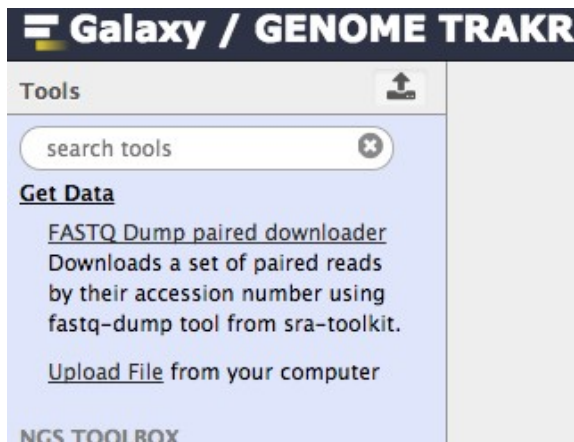 Galaxy / GENOME TRAKR
Tools
search tools
Get Data
FASTQ Dump paired downloader
Downloads a set of paired reads
by their accession number using
fastq-dump tool from sra-toolkit.
Upload File from your computer
NGS TOOLBOX